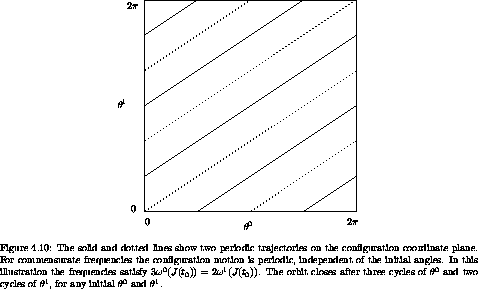 2π
θ¹
0
0
θ⁰
2π
Figure 4.10: The solid and dotted lines show two periodic trajectories on the configuration coordinate plane.
For commensurate frequencies the configuration motion is periodic, independent of the initial angles. In this
illustration the frequencies satisfy 3ω⁰(J(t₀)) = 2ω¹(J(t₀)). The orbit closes after three cycles of θ⁰ and two
cycles of θ¹, for any initial θ⁰ and θ¹.